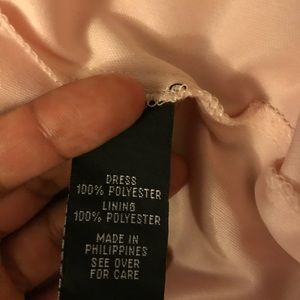 DRESS
100% POLYESTER
LINING
100% POLYESTER
MADE IN
PHILIPPINES
SEE OVER
FOR CARE